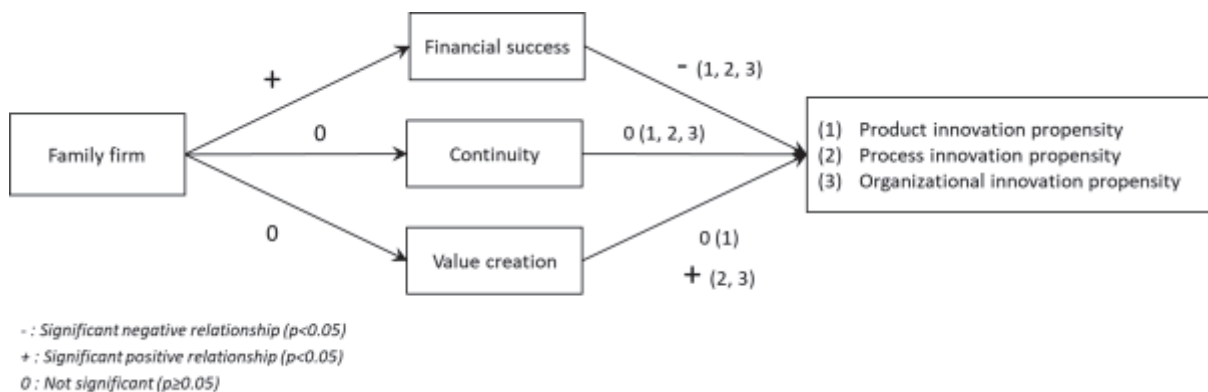 Financial success
+
- (1, 2, 3)
Family firm
0
Continuity
0 (1, 2, 3)
(1) Product innovation propensity
(2) Process innovation propensity
(3) Organizational innovation propensity
0
Value creation
0 (1)
+ (2, 3)
- : Significant negative relationship (p<0.05)
+ : Significant positive relationship (p<0.05)
0 : Not significant (p≥0.05)